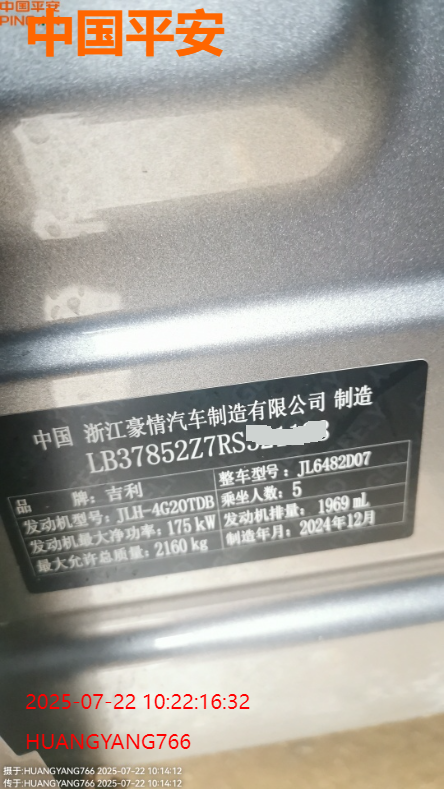 中国平安
PING
中国平安
中国 浙江豪情汽车制造有限公司 制造
LB37852Z7RS
品 牌：吉利
整车型号：JL6482D07
发动机型号：JLH-4G20TDB
乘坐人数：5
发动机最大净功率：175 kW
发动机排量：1969 mL
最大允许总质量：2160 kg
制造年月：2024年12月
2025-07-22 10:22:16:32
HUANGYANG766
摄于:HUANGYANG766 2025-07-22 10:14:12
传于:HUANGYANG766 2025-07-22 10:14:12